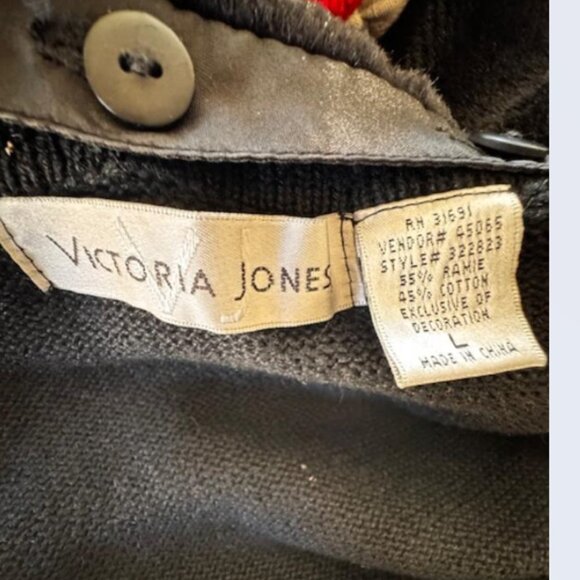 VICTORIA JONES
RN 31691
VENDOR# 45065
STYLE# 322823
55% RAMIE
45% COTTON
EXCLUSIVE OF
DECORATION
L
MADE IN CHINA